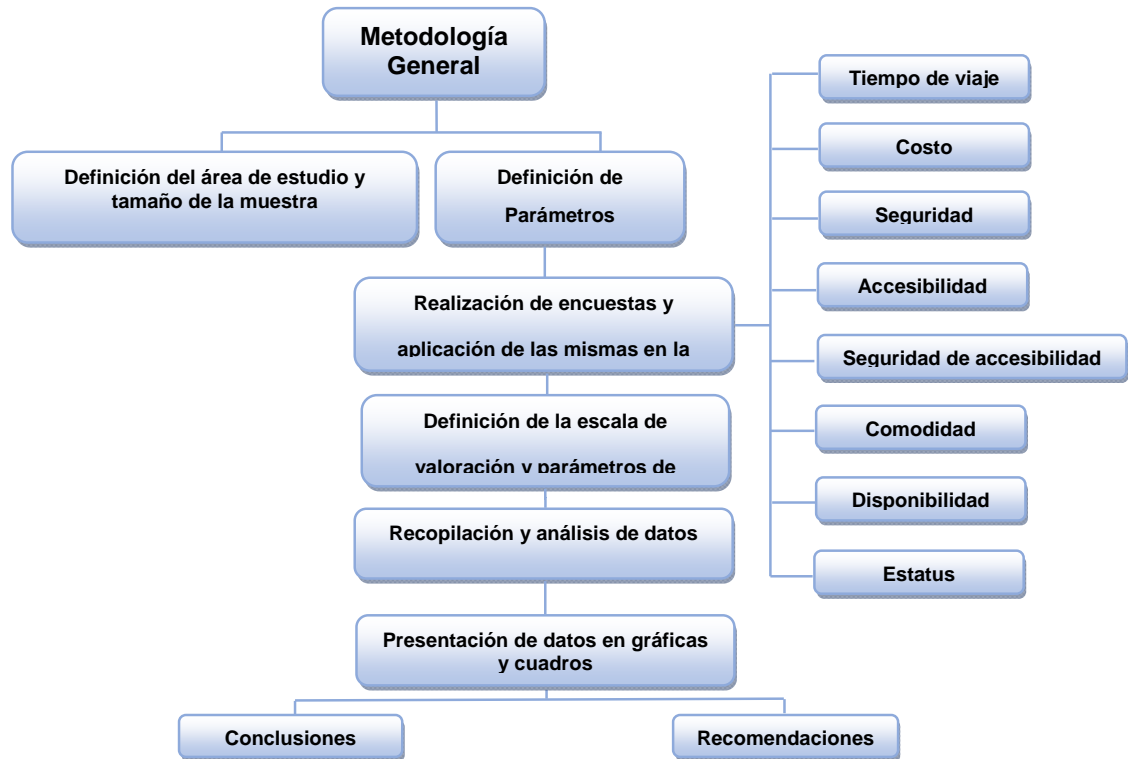 Metodología
General
Definición del área de estudio y
tamaño de la muestra
Definición de
Parámetros
Realización de encuestas y
aplicación de las mismas en la
Definición de la escala de
valoración y parámetros de
Recopilación y análisis de datos
Presentación de datos en gráficas
y cuadros
Conclusiones
Recomendaciones
Tiempo de viaje
Costo
Seguridad
Accesibilidad
Seguridad de accesibilidad
Comodidad
Disponibilidad
Estatus